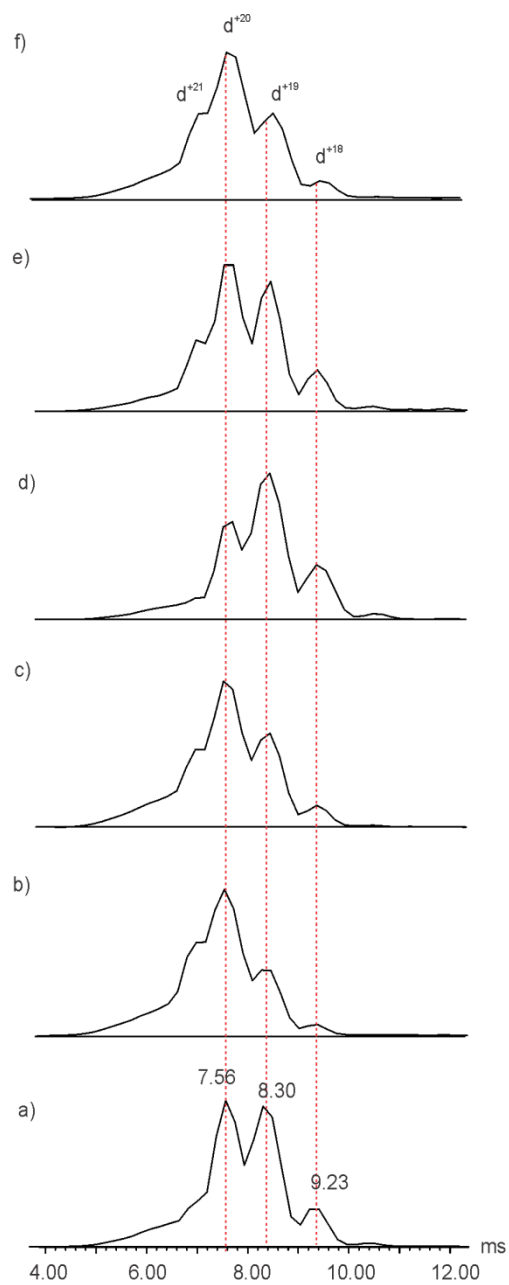 f)
d+20
d+21
d+19
d+18
e)
d)
c)
b)
7.56
8.30
a)
9.23
ms
4.00 6.00 8.00 10.00 12.00